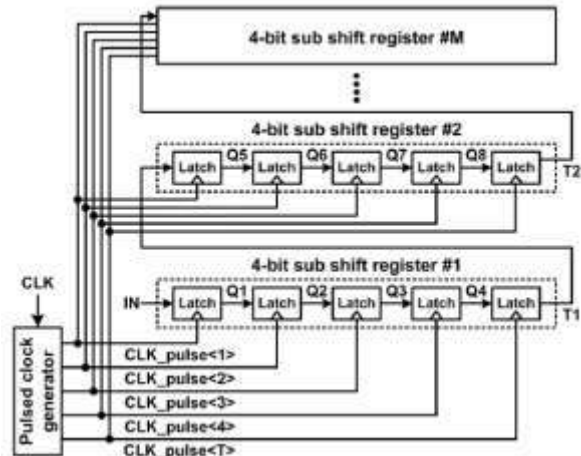 4-bit sub shift register #M
4-bit sub shift register #2
Q5 Q6 Q7 Q8
Latch Latch Latch Latch Latch
T2
4-bit sub shift register #1
CLK
IN
Q1 Q2 Q3 Q4
Latch Latch Latch Latch Latch
T1
Pulsed clock
generator
CLK_pulse<1>
CLK_pulse<2>
CLK_pulse<3>
CLK_pulse<4>
CLK_pulse<T>